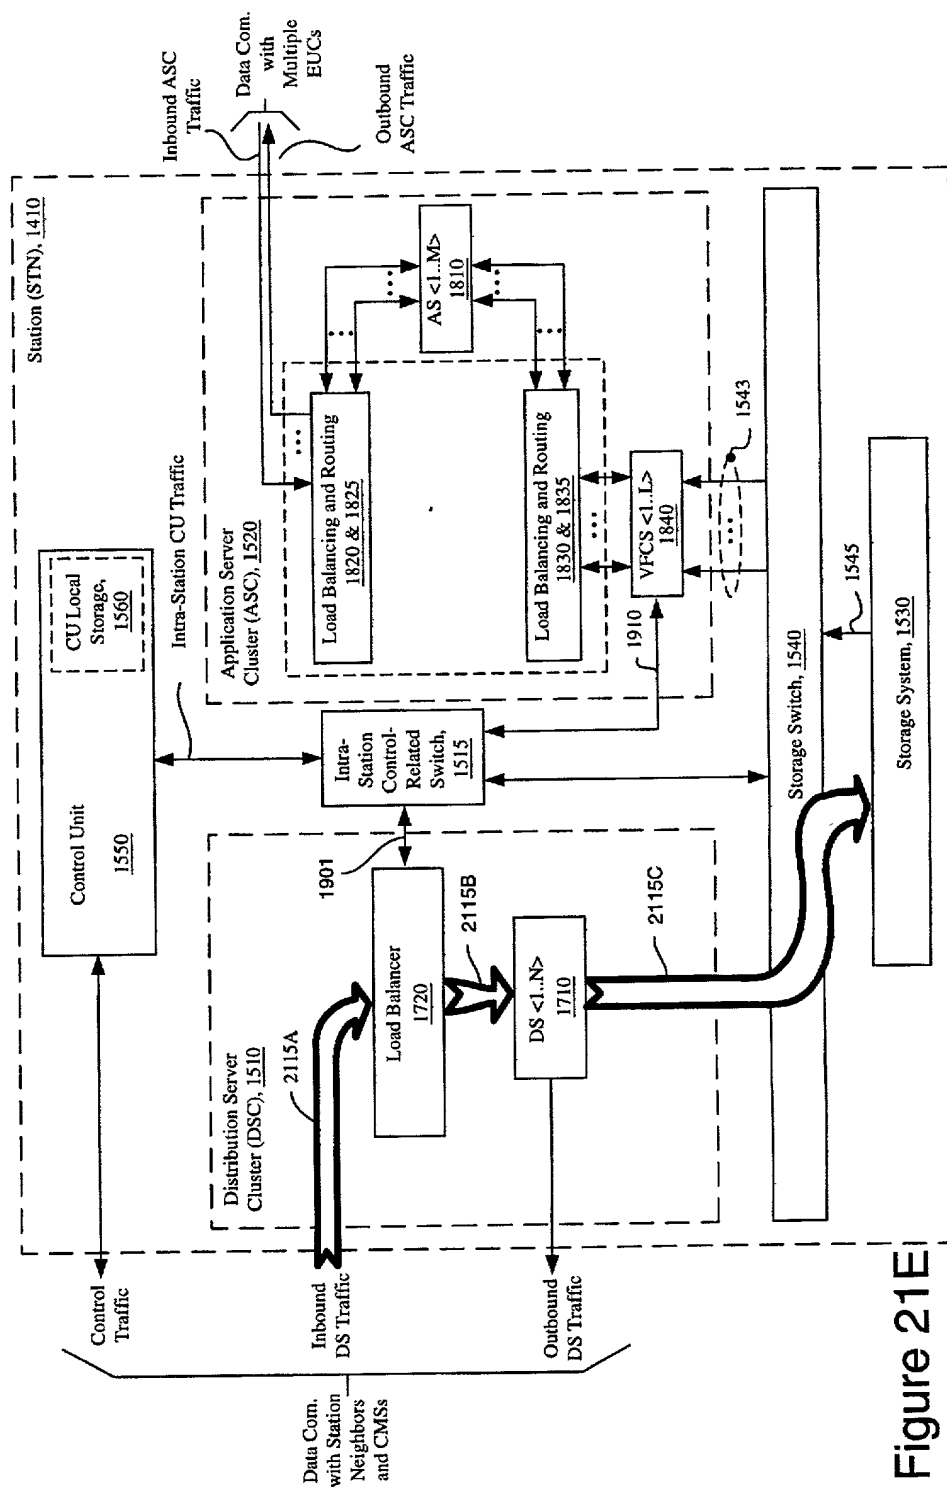 Station (STN), 1410
Control
Traffic
Control Unit
1550
CU Local
Storage,
1560
Intra-Station CU Traffic
Inbound ASC
Traffic
Data Com.
with
Multiple
EUCs
Outbound
ASC Traffic
Data Com.
with Station
Neighbors
and CMSs
Inbound
DS Traffic
Outbound
DS Traffic
Distribution Server
Cluster (DSC), 1510
2115A
Load Balancer
1720
2115B
DS <1..N>
1710
2115C
1901
Intra-
Station
Control-
Related
Switch,
1515
1910
Application Server
Cluster (ASC), 1520
Load Balancing and Routing
1820 & 1825
...
AS <1..M>
1810
...
...
...
...
Load Balancing and Routing
1830 & 1835
...
VFCS <1..L>
1840
...
1543
Storage Switch, 1540
1545
Storage System, 1530
Figure 21E